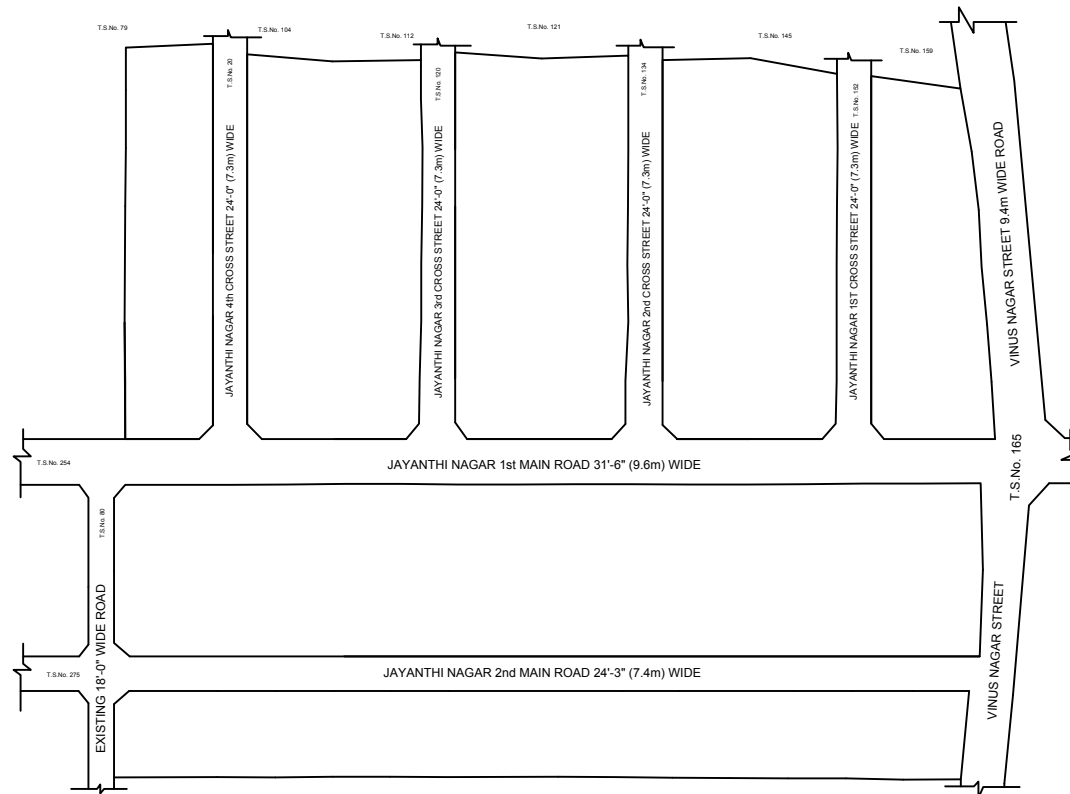 T.S.No. 79
T.S.No. 104
T.S.No. 112
T.S.No. 121
T.S.No. 145
T.S.No. 159
T.S.No. 20
T.S.No. 120
T.S.No. 134
T.S.No. 152
JAYANTHI NAGAR 4th CROSS STREET 24'-0" (7.3m) WIDE
JAYANTHI NAGAR 3rd CROSS STREET 24'-0" (7.3m) WIDE
JAYANTHI NAGAR 2nd CROSS STREET 24'-0" (7.3m) WIDE
JAYANTHI NAGAR 1ST CROSS STREET 24'-0" (7.3m) WIDE
VINUS NAGAR STREET 9.4m WIDE ROAD
T.S.No. 254
JAYANTHI NAGAR 1st MAIN ROAD 31'-6" (9.6m) WIDE
T.S.No. 165
T.S.No. 80
EXISTING 18'-0" WIDE ROAD
VINUS NAGAR STREET
T.S.No. 275
JAYANTHI NAGAR 2nd MAIN ROAD 24'-3" (7.4m) WIDE